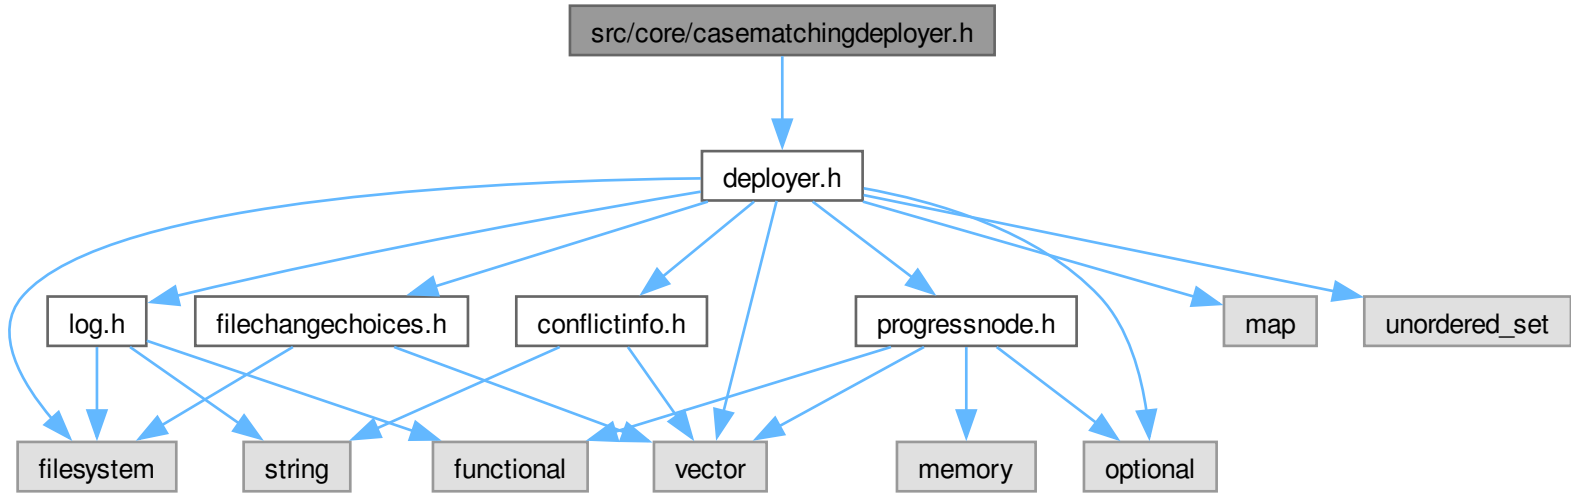 src/core/casematchingdeployer.h
deployer.h
log.h
filechangechoices.h
conflictinfo.h
progressnode.h
map
unordered_set
filesystem
string
functional
vector
memory
optional